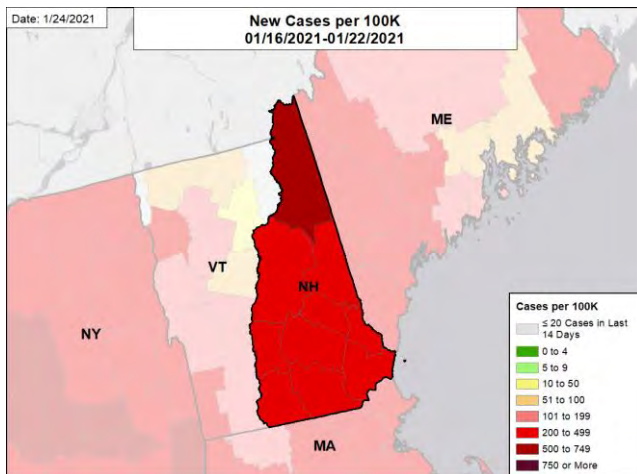 Date: 1/24/2021
New Cases per 100K
01/16/2021-01/22/2021
ME
VT
NH
NY
MA
Cases per 100K
≤ 20 Cases in Last
14 Days
0 to 4
5 to 9
10 to 50
51 to 100
101 to 199
200 to 499
500 to 749
750 or More